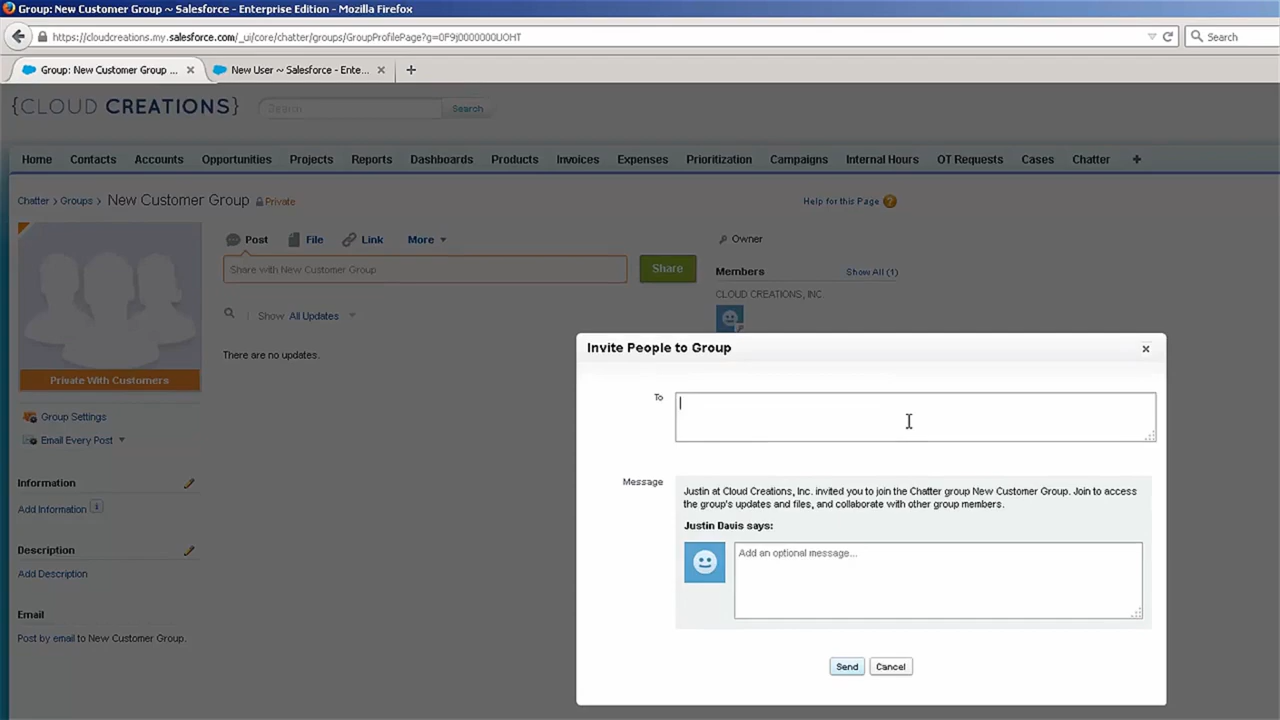 Group: New Customer Group ~ Salesforce - Enterprise Edition - Mozilla Firefox
https://cloudcreations.my.salesforce.com/_ui/core/chatter/groups/GroupProfilePage?g=0F9j0000000UOHT
Search
Group: New Customer Group ...
New User ~ Salesforce - Ente...
{CLOUD CREATIONS}
Search
Search
Home Contacts Accounts Opportunities Projects Reports Dashboards Products Invoices Expenses Prioritization Campaigns Internal Hours OT Requests Cases Chatter +
Chatter > Groups > New Customer Group Private
Help for this Page ?
Post File Link More
Share with New Customer Group
Share
Show All Updates
There are no updates.
Owner
Members Show All (1)
CLOUD CREATIONS, INC.
Private With Customers
Group Settings
Email Every Post
Information
Add Information i
Description
Add Description
Email
Post by email to New Customer Group.
Invite People to Group
To
Message
Justin at Cloud Creations, Inc. invited you to join the Chatter group New Customer Group. Join to access
the group's updates and files, and collaborate with other group members.
Justin Davis says:
Add an optional message...
Send Cancel